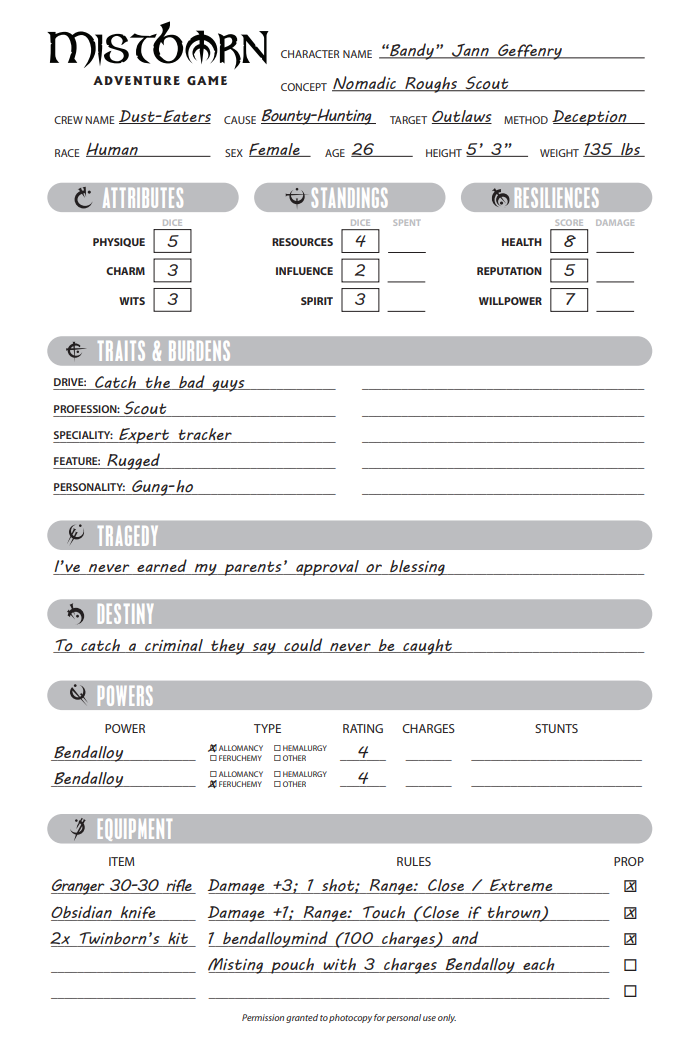 MISTBORN
ADVENTURE GAME
CHARACTER NAME “Bandy” Jann Geffenry
CONCEPT Nomadic Roughs Scout
CREW NAME Dust-Eaters CAUSE Bounty-Hunting TARGET Outlaws METHOD Deception
RACE Human SEX Female AGE 26 HEIGHT 5’ 3” WEIGHT 135 lbs
ATTRIBUTES STANDINGS RESILIENCES
DICE DICE SPENT SCORE DAMAGE
PHYSIQUE 5 RESOURCES 4 HEALTH 8
CHARM 3 INFLUENCE 2 REPUTATION 5
WITS 3 SPIRIT 3 WILLPOWER 7
TRAITS & BURDENS
DRIVE: Catch the bad guys
PROFESSION: Scout
SPECIALITY: Expert tracker
FEATURE: Rugged
PERSONALITY: Gung-ho
TRAGEDY
I’ve never earned my parents’ approval or blessing
DESTINY
To catch a criminal they say could never be caught
POWERS
POWER TYPE RATING CHARGES STUNTS
Bendalloy X ALLOMANCY HEMALURGY 4
FERUCHEMY OTHER
Bendalloy ALLOMANCY HEMALURGY 4
X FERUCHEMY OTHER
EQUIPMENT
ITEM RULES PROP
Granger 30-30 rifle Damage +3; 1 shot; Range: Close / Extreme X
Obsidian knife Damage +1; Range: Touch (Close if thrown) X
2x Twinborn’s kit 1 bendalloymind (100 charges) and X
Misting pouch with 3 charges Bendalloy each
Permission granted to photocopy for personal use only.